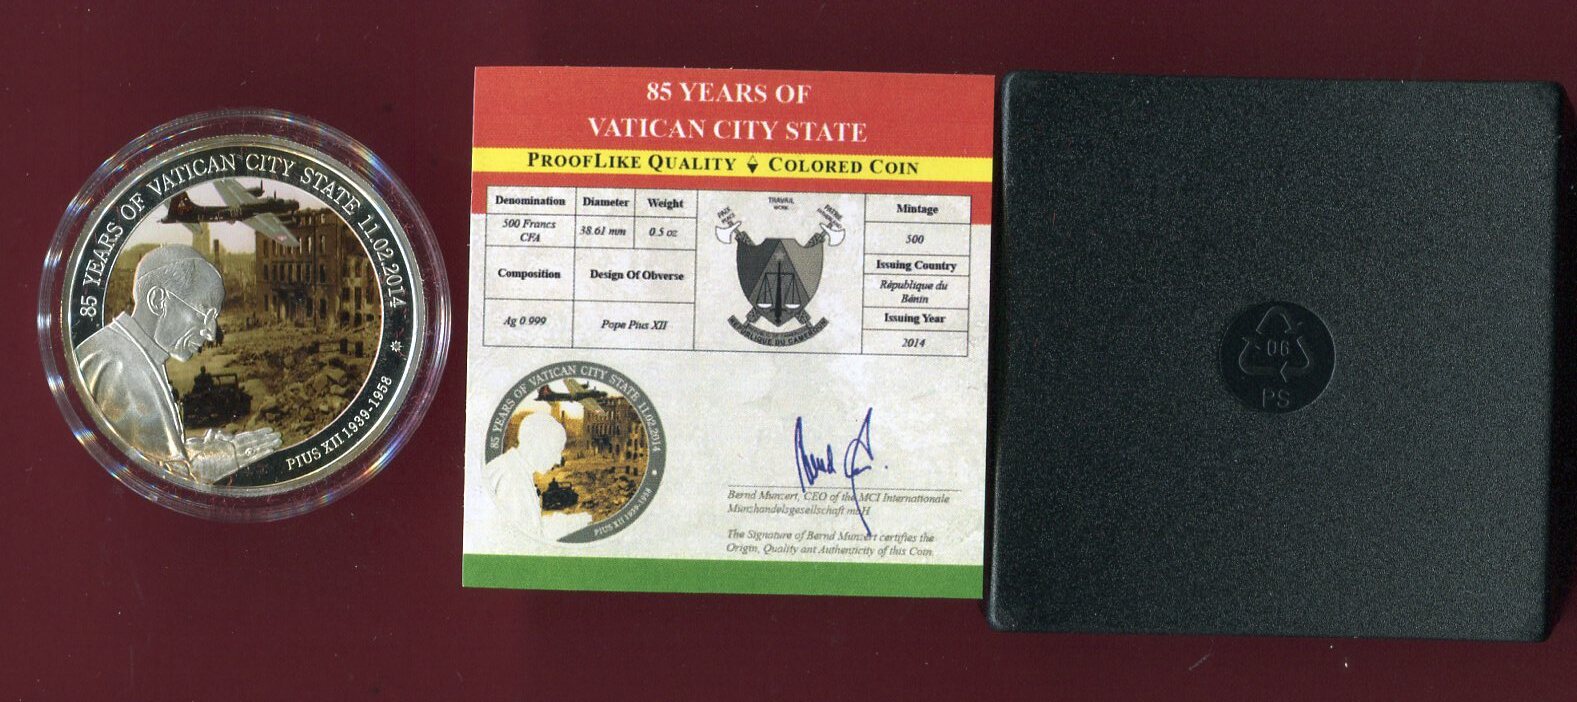 85 YEARS OF VATICAN CITY STATE 11.02.2014
PIUS XII 1939-1958
85 YEARS OF
VATICAN CITY STATE
PROOFLIKE QUALITY COLORED COIN
Denomination Diameter Weight
500 Francs
CFA
38.61 mm
0.5 oz
Composition Design Of Obverse
Ag 0.999 Pope Pius XII
PAIX
TRAVAIL
WORK
PATRIE
REPUBLIQUE DU CAMEROUN
Mintage
500
Issuing Country
République du
Bénin
Issuing Year
2014
85 YEARS OF VATICAN CITY STATE 11.02.2014
PIUS XII 1939-1958
Bernd Munzert, CEO of the MCI Internationale
Münzhandelsgesellschaft mbH
The Signature of Bernd Munzert certifies the
Origin, Quality ant Authenticity of this Coin.
06
PS